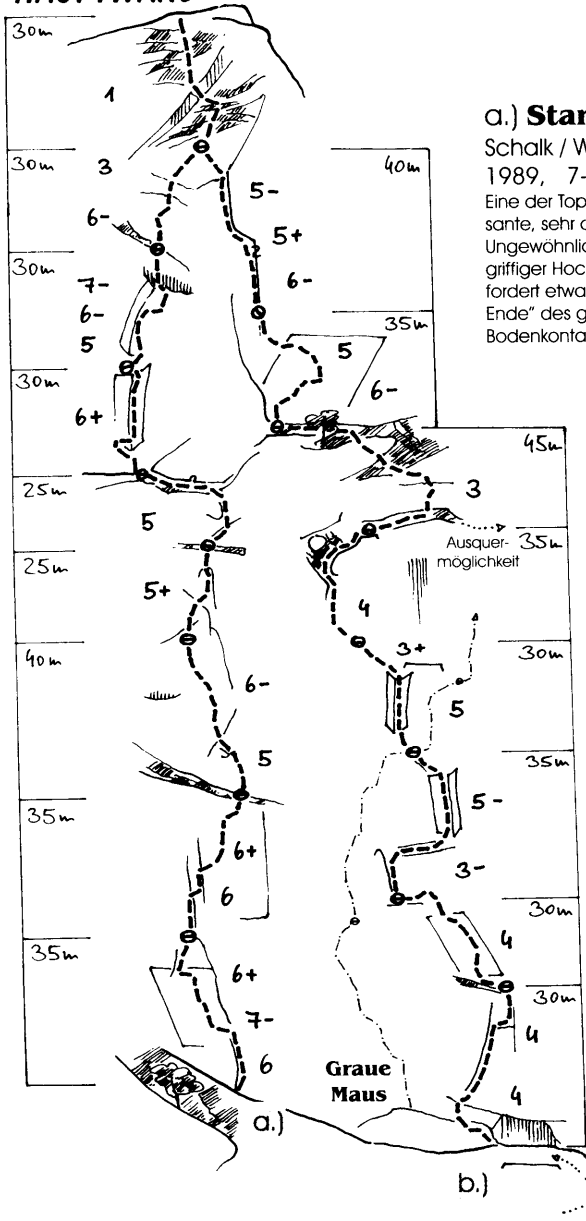 30m
1
a.) Star
Schalk / W
1989, 7-
Eine der Top
sante, sehr
Ungewöhnlic
griffiger Hoc
fordert etwa
Ende" des g
Bodenkonta
30m
3
40m
5-
6-
5+
30m
6-
7-
6-
35m
5
5
30m
6-
6+
45m
25m
3
5
35m
Ausquer-
möglichkeit
25m
5+
4
40m
3+
30m
6-
5
5
35m
35m
5-
6+
3-
6
30m
35m
4
6+
30m
7-
4
6
Graue
Maus
4
a.)
b.)